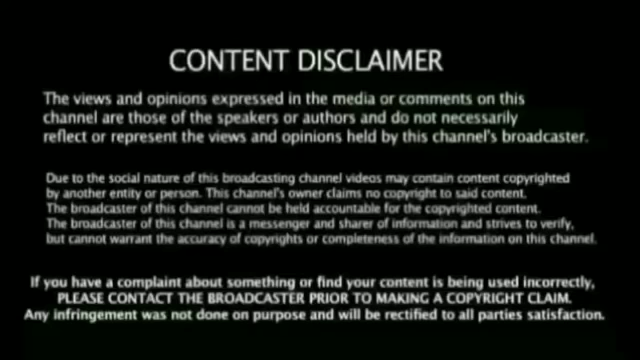 CONTENT DISCLAIMER
The views and opinions expressed in the media or comments on this
channel are those of the speakers or authors and do not necessarily
reflect or represent the views and opinions held by this channel's broadcaster.
Due to the social nature of this broadcasting channel videos may contain content copyrighted
by another entity or person. This channel's owner claims no copyright to said content.
The broadcaster of this channel cannot be held accountable for the copyrighted content.
The broadcaster of this channel is a messenger and sharer of information and strives to verify,
but cannot warrant the accuracy of copyrights or completeness of the information on this channel.
If you have a complaint about something or find your content is being used incorrectly,
PLEASE CONTACT THE BROADCASTER PRIOR TO MAKING A COPYRIGHT CLAIM.
Any infringement was not done on purpose and will be rectified to all parties satisfaction.